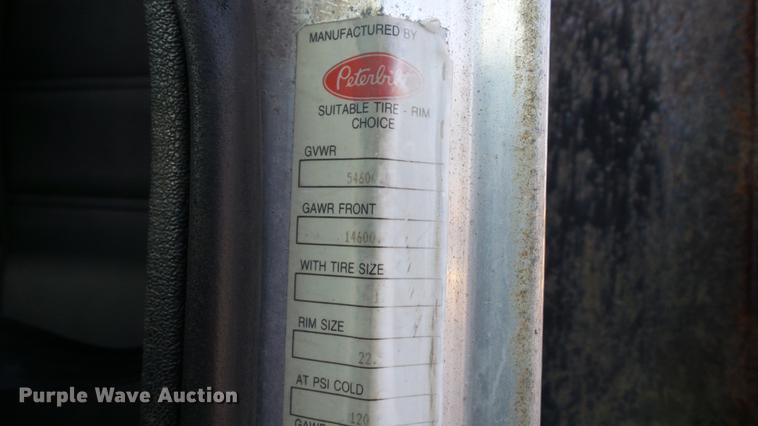 MANUFACTURED BY
Peterbilt
SUITABLE TIRE - RIM
CHOICE
GVWR
54600
GAWR FRONT
14600
WITH TIRE SIZE
RIM SIZE
22.
AT PSI COLD
120
Purple Wave Auction